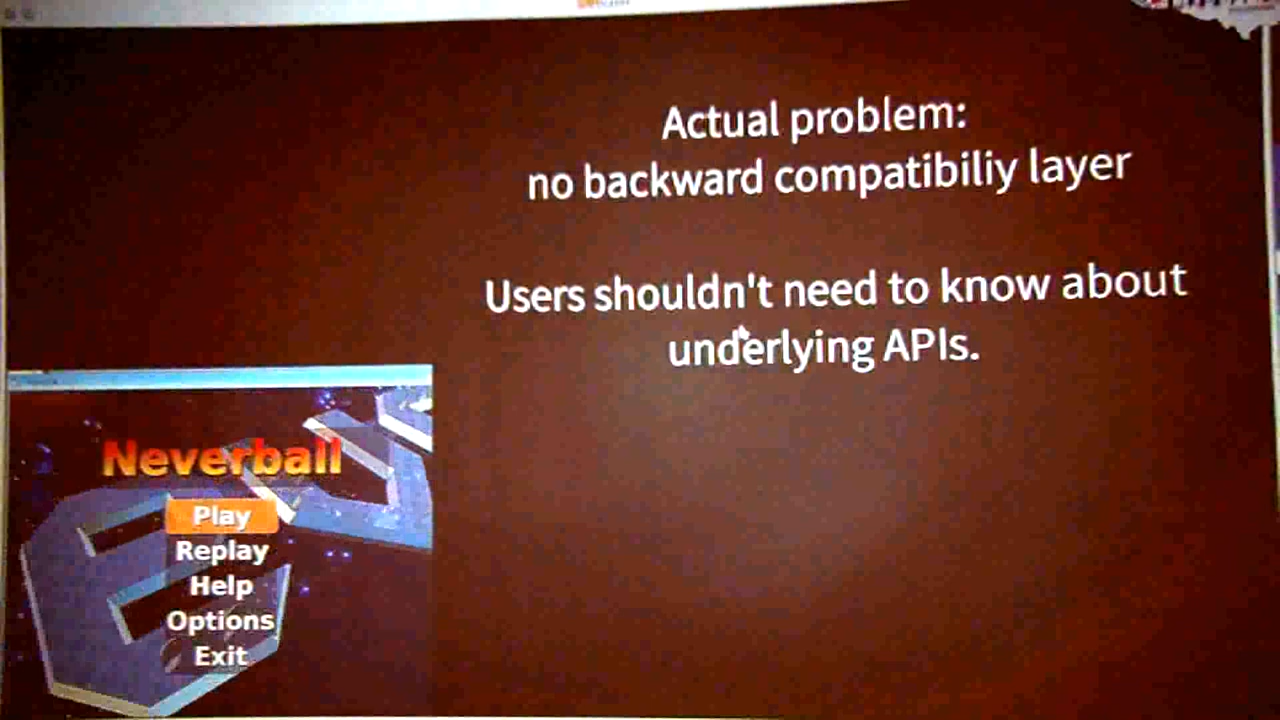 Actual problem:
no backward compatibiliy layer
Users shouldn't need to know about
underlying APIs.
Neverball
Play
Replay
Help
Options
Exit